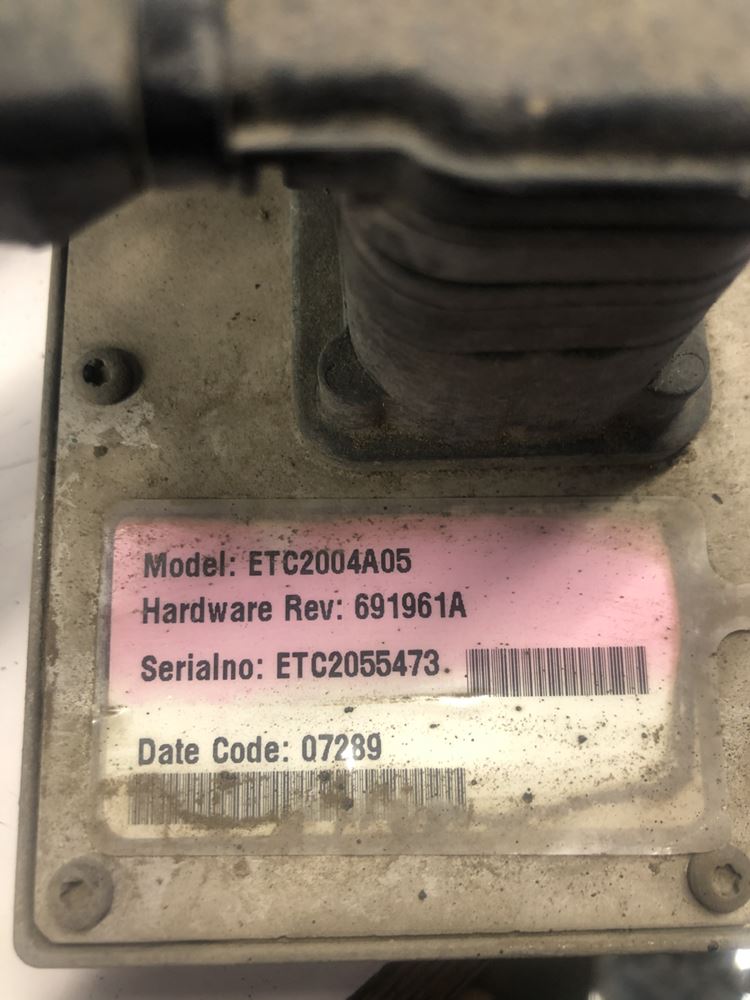 Model: ETC2004A05
Hardware Rev: 691961A
Serialno: ETC2055473
Date Code: 07289